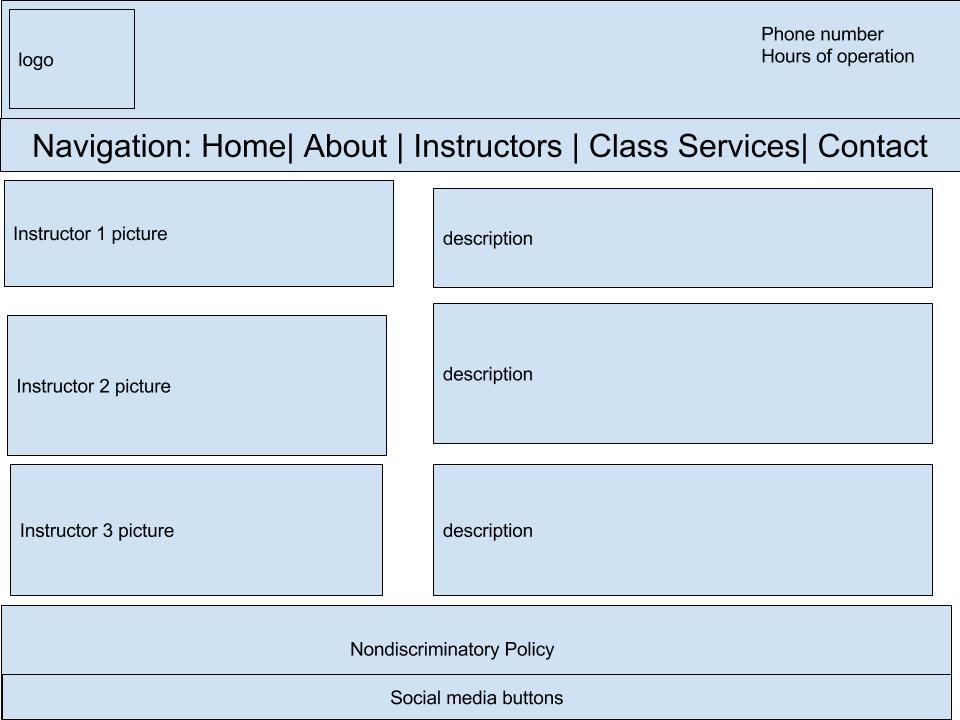 logo
Phone number
Hours of operation
Navigation: Home| About | Instructors | Class Services| Contact
Instructor 1 picture
description
Instructor 2 picture
description
Instructor 3 picture
description
Nondiscriminatory Policy
Social media buttons